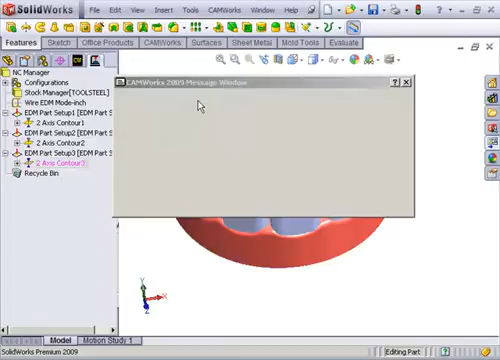 SolidWorks File Edit View Insert Tools CAMWorks Window Help
Features Sketch Office Products CAMWorks Surfaces Sheet Metal Mold Tools Evaluate
NC Manager
Configurations
Stock Manager[TOOLSTEEL]
Wire EDM Mode-inch
EDM Part Setup1 [EDM Part S
2 Axis Contour1
EDM Part Setup2 [EDM Part S
2 Axis Contour2
EDM Part Setup3 [EDM Part S
2 Axis Contour3
Recycle Bin
CAMWorks 2009 Message Window
Y
X
Z
Model Motion Study 1
SolidWorks Premium 2009 Editing Part